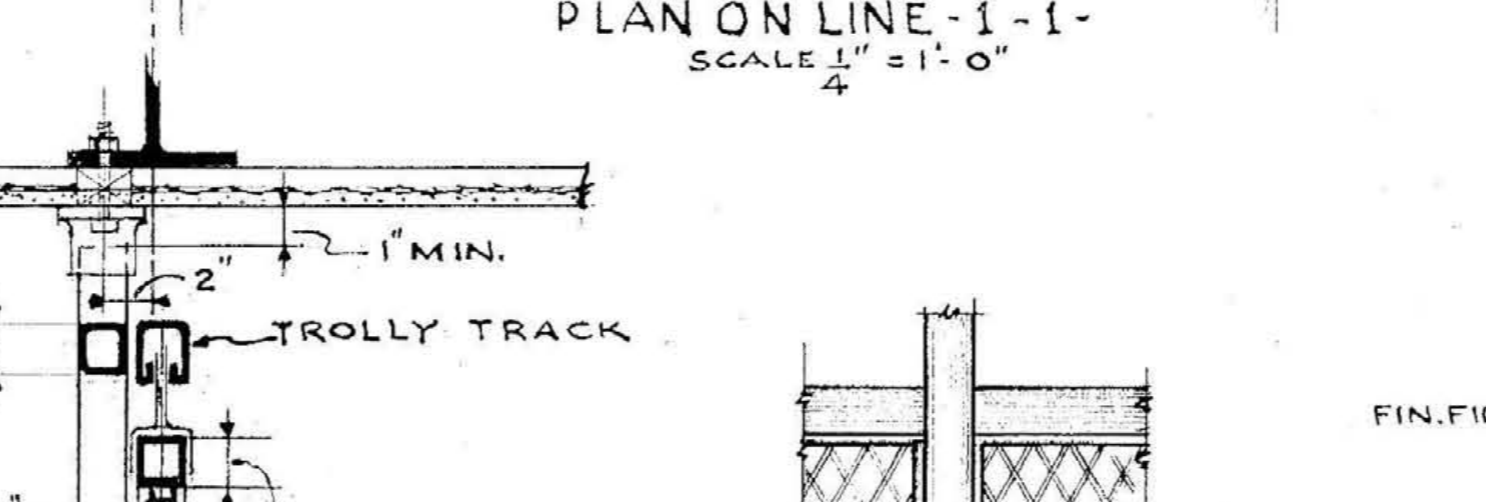 PLAN ON LINE-1-1-
SCALE 1/4" = 1'-0"
1" MIN.
2"
TROLLY TRACK